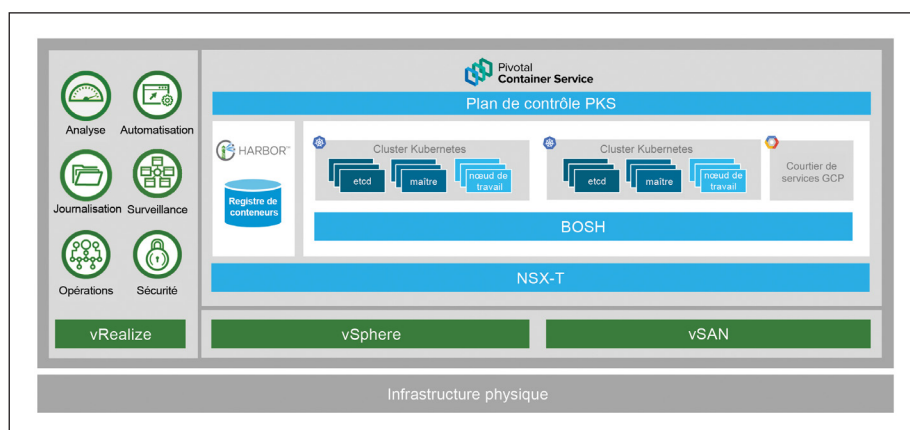 Pivotal
Container Service
Plan de contrôle PKS
Analyse
Automatisation
Journalisation
Surveillance
Opérations
Sécurité
vRealize
HARBOR™
Registre de
conteneurs
Cluster Kubernetes
etcd
maître
nœud de
travail
Cluster Kubernetes
etcd
maître
nœud de
travail
Courtier de
services GCP
BOSH
NSX-T
vSphere
vSAN
Infrastructure physique